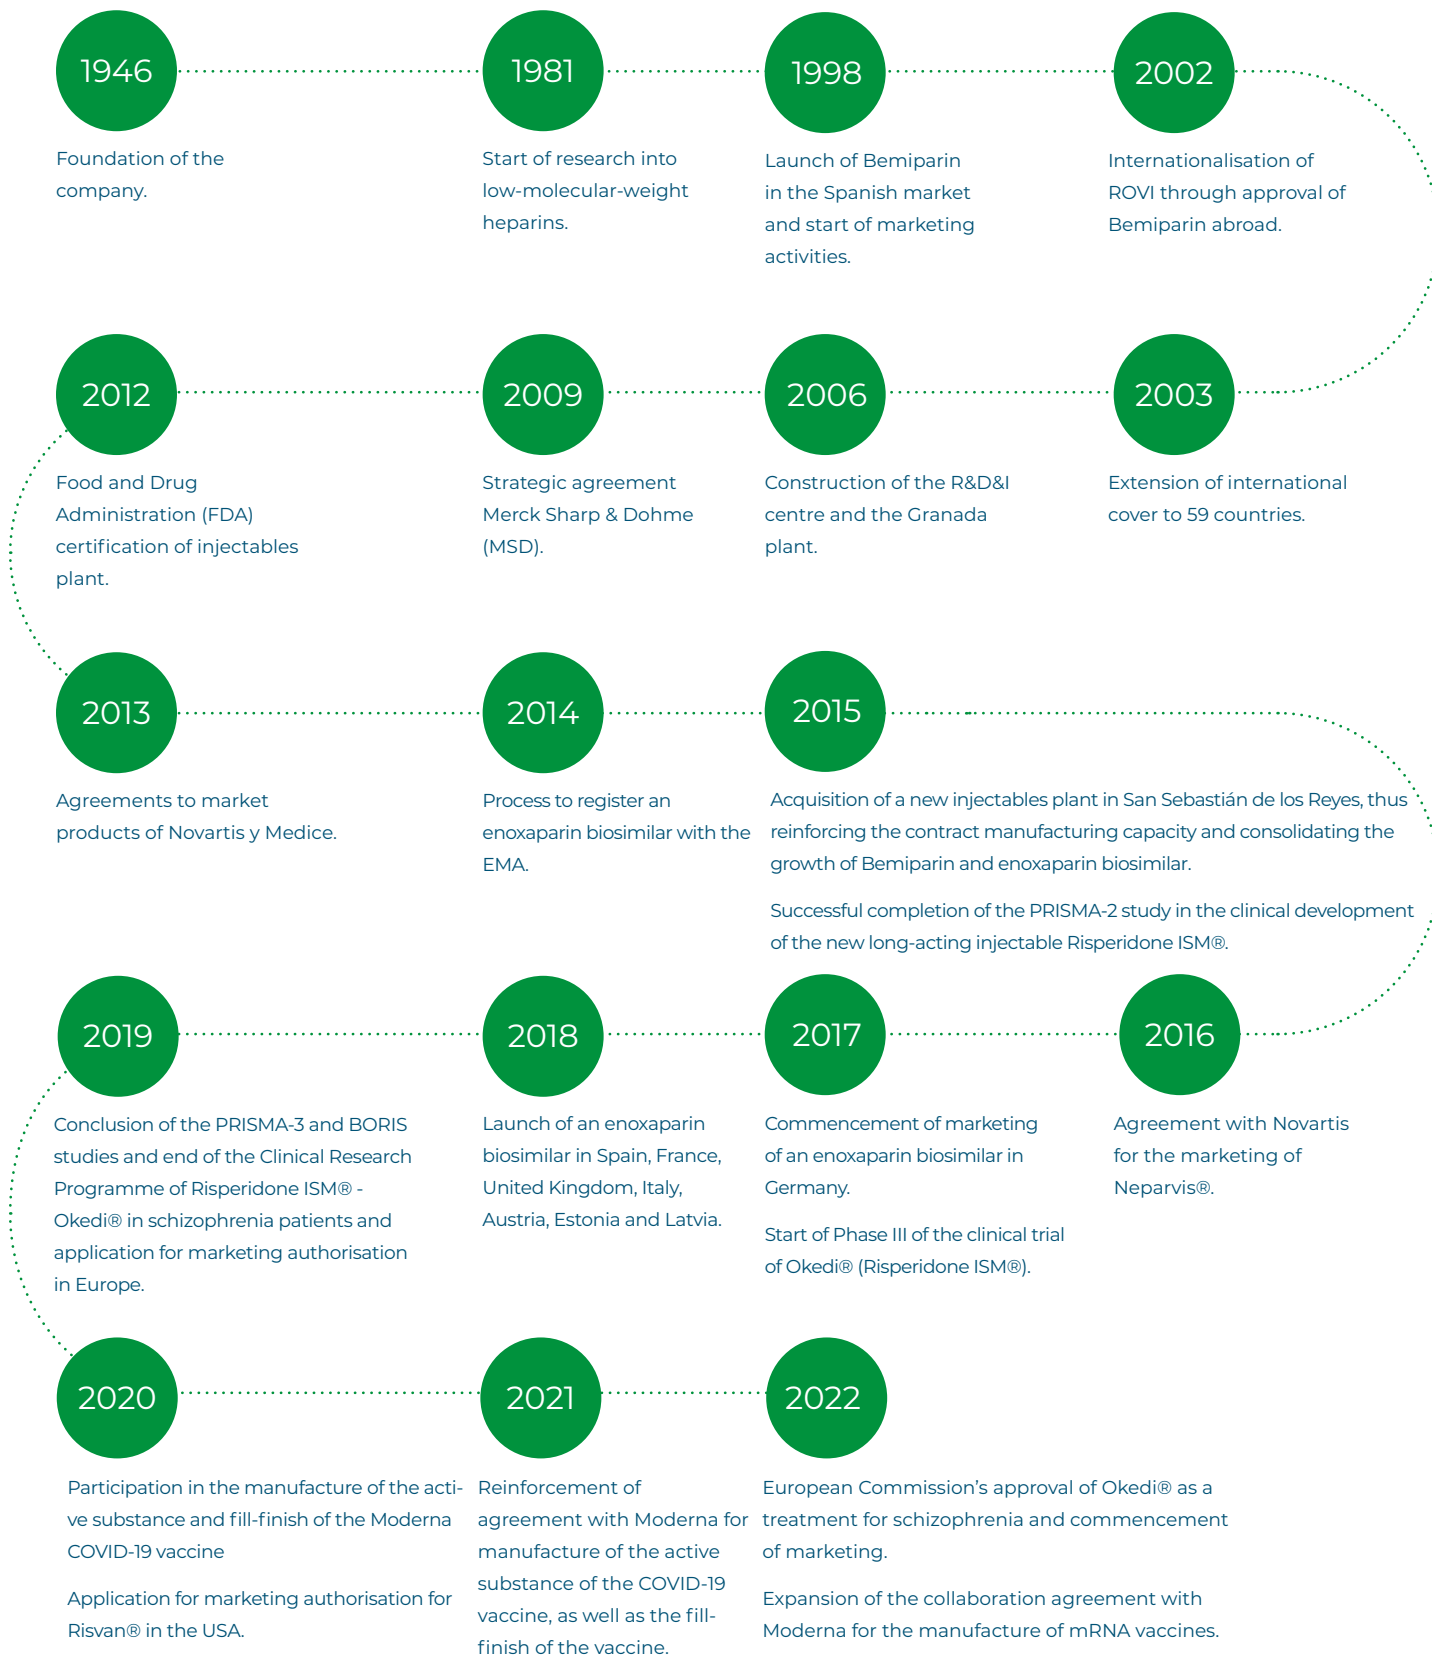 1946
Foundation of the
company.
1981
Start of research into
low-molecular-weight
heparins.
1998
Launch of Bemiparin
in the Spanish market
and start of marketing
activities.
2002
Internationalisation of
ROVI through approval of
Bemiparin abroad.
2003
Extension of international
cover to 59 countries.
2006
Construction of the R&D&I
centre and the Granada
plant.
2009
Strategic agreement
Merck Sharp & Dohme
(MSD).
2012
Food and Drug
Administration (FDA)
certification of injectables
plant.
2013
Agreements to market
products of Novartis y Medice.
2014
Process to register an
enoxaparin biosimilar with the
EMA.
2015
Acquisition of a new injectables plant in San Sebastián de los Reyes, thus
reinforcing the contract manufacturing capacity and consolidating the
growth of Bemiparin and enoxaparin biosimilar.
Successful completion of the PRISMA-2 study in the clinical development
of the new long-acting injectable Risperidone ISM®.
2016
Agreement with Novartis
for the marketing of
Neparvis®.
2017
Commencement of marketing
of an enoxaparin biosimilar in
Germany.
Start of Phase III of the clinical trial
of Okedi® (Risperidone ISM®).
2018
Launch of an enoxaparin
biosimilar in Spain, France,
United Kingdom, Italy,
Austria, Estonia and Latvia.
2019
Conclusion of the PRISMA-3 and BORIS
studies and end of the Clinical Research
Programme of Risperidone ISM® -
Okedi® in schizophrenia patients and
application for marketing authorisation
in Europe.
2020
Participation in the manufacture of the acti-
ve substance and fill-finish of the Moderna
COVID-19 vaccine
Application for marketing authorisation for
Risvan® in the USA.
2021
Reinforcement of
agreement with Moderna for
manufacture of the active
substance of the COVID-19
vaccine, as well as the fill-
finish of the vaccine.
2022
European Commission’s approval of Okedi® as a
treatment for schizophrenia and commencement
of marketing.
Expansion of the collaboration agreement with
Moderna for the manufacture of mRNA vaccines.